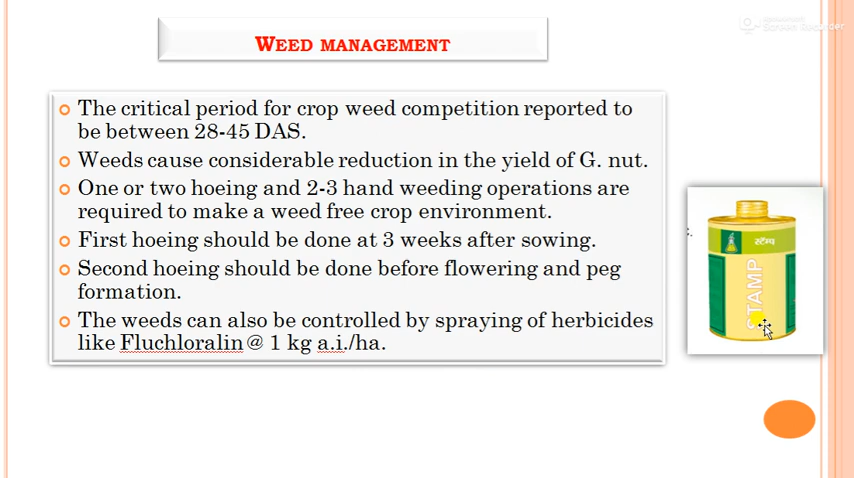 WEED MANAGEMENT
The critical period for crop weed competition reported to
be between 28-45 DAS.
Weeds cause considerable reduction in the yield of G. nut.
One or two hoeing and 2-3 hand weeding operations are
required to make a weed free crop environment.
First hoeing should be done at 3 weeks after sowing.
Second hoeing should be done before flowering and peg
formation.
The weeds can also be controlled by spraying of herbicides
like Fluchloralin @ 1 kg a.i./ha.
स्टॅम्प
STAMP
Screen Recorder